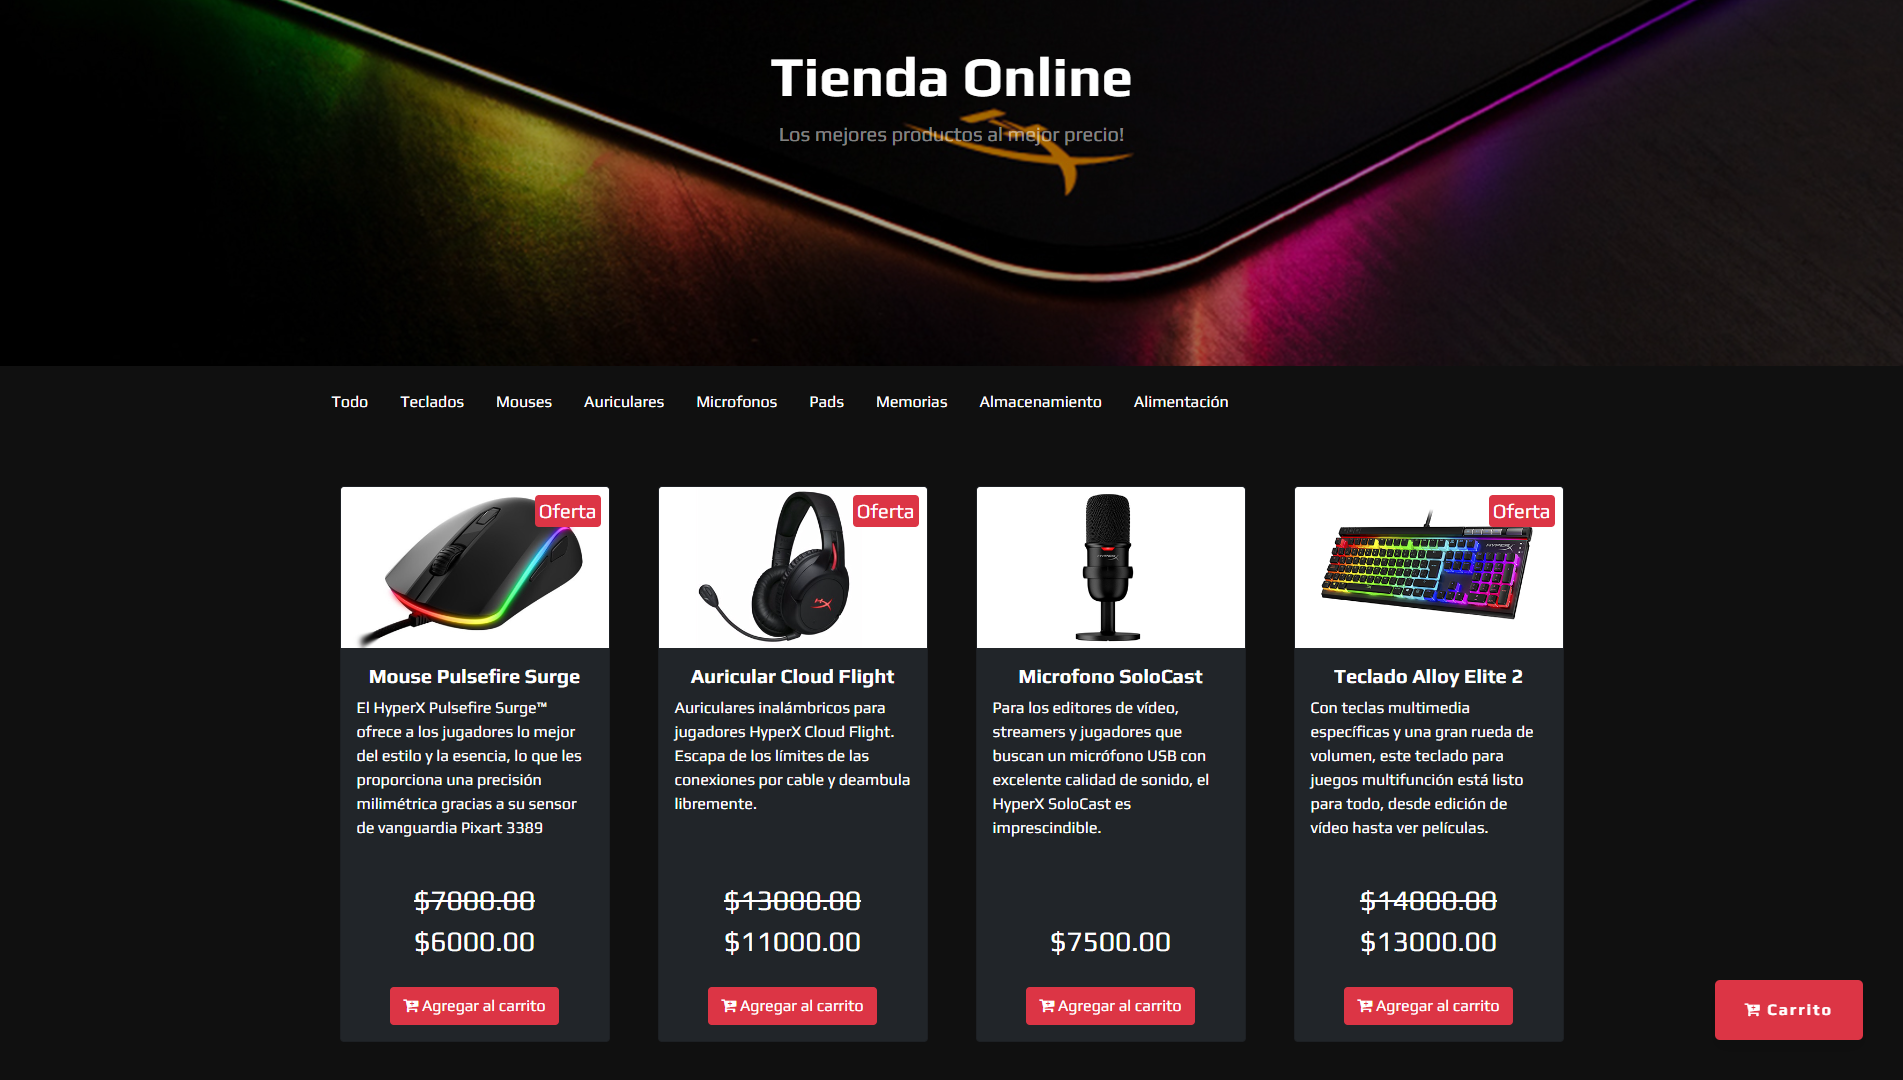 Tienda Online
Los mejores productos al mejor precio!
Todo Teclados Mouses Auriculares Microfonos Pads Memorias Almacenamiento Alimentación
Oferta
Mouse Pulsefire Surge
El HyperX Pulsefire Surge™
ofrece a los jugadores lo mejor
del estilo y la esencia, lo que les
proporciona una precisión
milimétrica gracias a su sensor
de vanguardia Pixart 3389
$7000.00
$6000.00
Agregar al carrito
Oferta
Auricular Cloud Flight
Auriculares inalámbricos para
jugadores HyperX Cloud Flight.
Escapa de los límites de las
conexiones por cable y deambula
libremente.
$13000.00
$11000.00
Agregar al carrito
HYPERX
Microfono SoloCast
Para los editores de vídeo,
streamers y jugadores que
buscan un micrófono USB con
excelente calidad de sonido, el
HyperX SoloCast es
imprescindible.
$7500.00
Agregar al carrito
Oferta
HYPERX
Teclado Alloy Elite 2
Con teclas multimedia
específicas y una gran rueda de
volumen, este teclado para
juegos multifunción está listo
para todo, desde edición de
vídeo hasta ver películas.
$14000.00
$13000.00
Agregar al carrito
Carrito